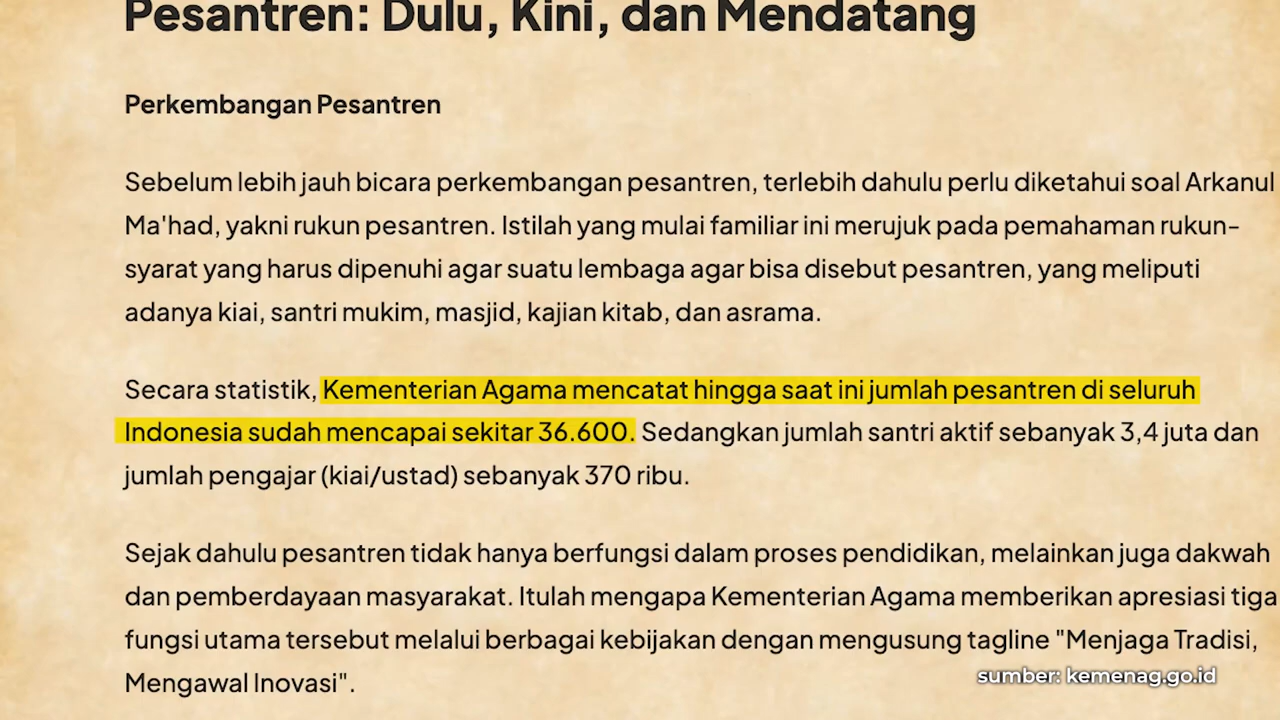 Pesantren: Dulu, Kini, dan Mendatang
Perkembangan Pesantren
Sebelum lebih jauh bicara perkembangan pesantren, terlebih dahulu perlu diketahui soal Arkanul
Ma'had, yakni rukun pesantren. Istilah yang mulai familiar ini merujuk pada pemahaman rukun-
syarat yang harus dipenuhi agar suatu lembaga agar bisa disebut pesantren, yang meliputi
adanya kiai, santri mukim, masjid, kajian kitab, dan asrama.
Secara statistik, Kementerian Agama mencatat hingga saat ini jumlah pesantren di seluruh
Indonesia sudah mencapai sekitar 36.600. Sedangkan jumlah santri aktif sebanyak 3,4 juta dan
jumlah pengajar (kiai/ustad) sebanyak 370 ribu.
Sejak dahulu pesantren tidak hanya berfungsi dalam proses pendidikan, melainkan juga dakwah
dan pemberdayaan masyarakat. Itulah mengapa Kementerian Agama memberikan apresiasi tiga
fungsi utama tersebut melalui berbagai kebijakan dengan mengusung tagline "Menjaga Tradisi,
Mengawal Inovasi".
sumber: kemenag.go.id